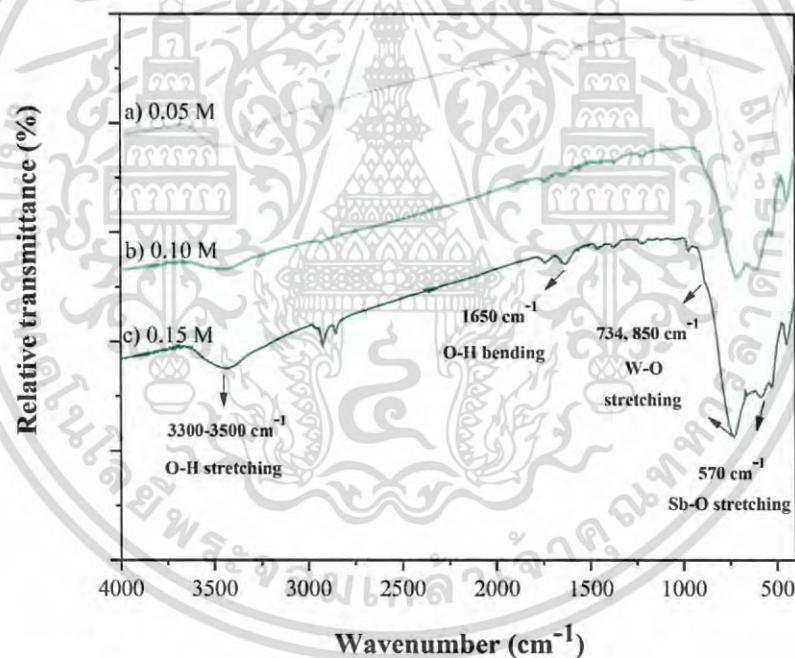 Relative transmittance (%)
a) 0.05 M
b) 0.10 M
c) 0.15 M
1650 cm⁻¹
O-H bending
734, 850 cm⁻¹
W-O
stretching
3300-3500 cm⁻¹
O-H stretching
570 cm⁻¹
Sb-O stretching
4000 3500 3000 2500 2000 1500 1000 500
Wavenumber (cm⁻¹)